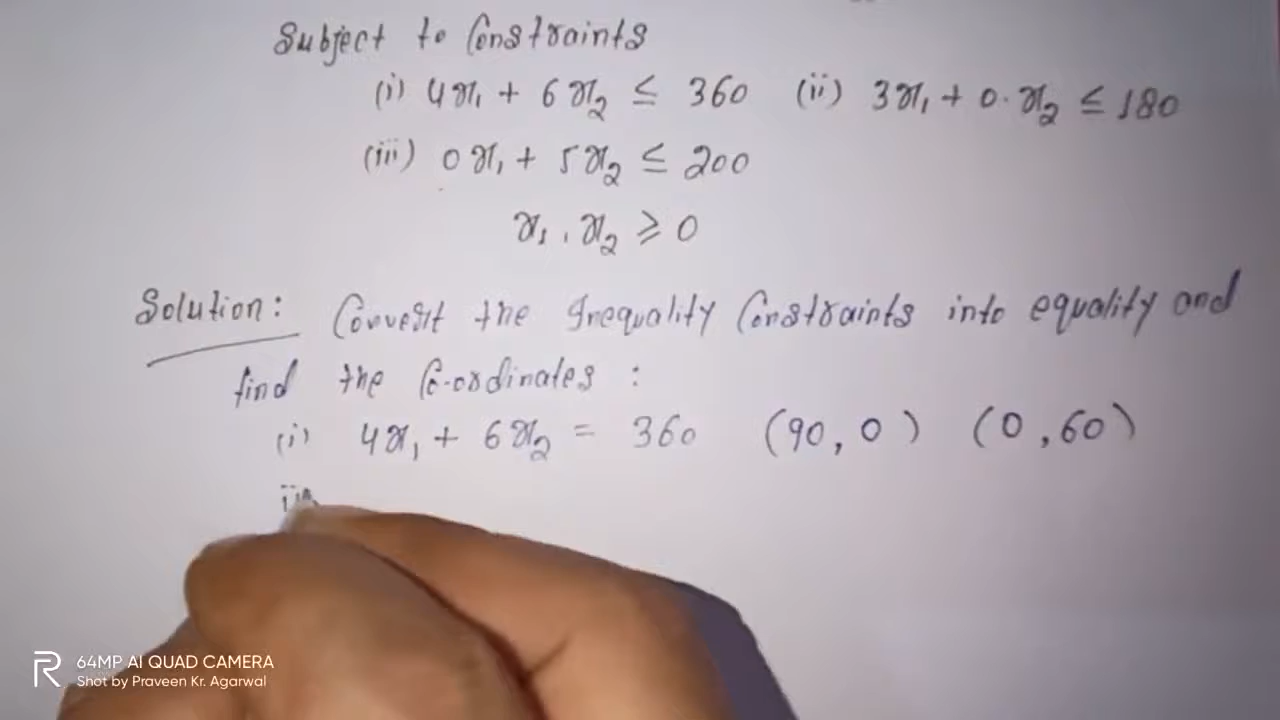 Subject to Constraints
(i) 4x₁ + 6x₂ ≤ 360 (ii) 3x₁ + 0.x₂ ≤ 180
(iii) 0x₁ + 5x₂ ≤ 200
x₁, x₂ ≥ 0
Solution: Convert the Inequality Constraints into equality and
find the Co-ordinates :
(i) 4x₁ + 6x₂ = 360 (90, 0) (0, 60)
R 64MP AI QUAD CAMERA
Shot by Praveen Kr. Agarwal